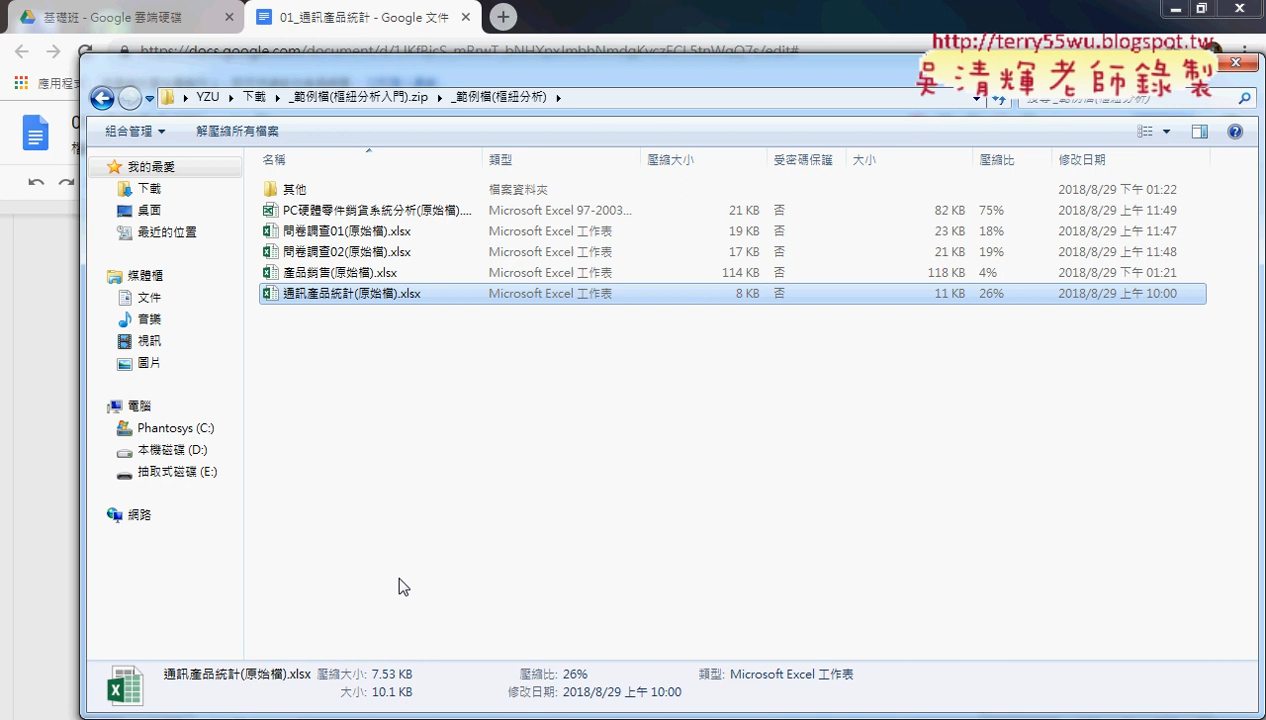 基礎班 - Google 雲端硬碟
01_通訊產品統計 - Google 文件
http://terry55wu.blogspot.tw
吳清輝老師錄製
應用程式
YZU
下載
_範例檔(樞紐分析入門).zip
_範例檔(樞紐分析)
搜尋 _範例檔(樞紐分析)
組合管理
解壓縮所有檔案
名稱
類型
壓縮大小
受密碼保護
大小
壓縮比
修改日期
其他 檔案資料夾 2018/8/29 下午 01:22
PC硬體零件銷貨系統分析(原始檔).... Microsoft Excel 97-2003... 21 KB 否 82 KB 75% 2018/8/29 上午 11:49
問卷調查01(原始檔).xlsx Microsoft Excel 工作表 19 KB 否 23 KB 18% 2018/8/29 上午 11:47
問卷調查02(原始檔).xlsx Microsoft Excel 工作表 17 KB 否 21 KB 19% 2018/8/29 上午 11:48
產品銷售(原始檔).xlsx Microsoft Excel 工作表 114 KB 否 118 KB 4% 2018/8/29 下午 01:21
通訊產品統計(原始檔).xlsx Microsoft Excel 工作表 8 KB 否 11 KB 26% 2018/8/29 上午 10:00
我的最愛
下載
桌面
最近的位置
媒體櫃
文件
音樂
視訊
圖片
電腦
Phantosys (C:)
本機磁碟 (D:)
抽取式磁碟 (E:)
網路
通訊產品統計(原始檔).xlsx 壓縮大小: 7.53 KB 壓縮比: 26% 類型: Microsoft Excel 工作表
大小: 10.1 KB 修改日期: 2018/8/29 上午 10:00